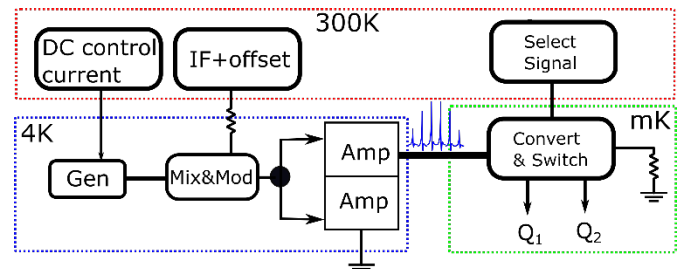 300K
DC control
current
IF+offset
Select
Signal
4K
mK
Gen
Mix&Mod
Amp
Amp
Convert
& Switch
Q1
Q2